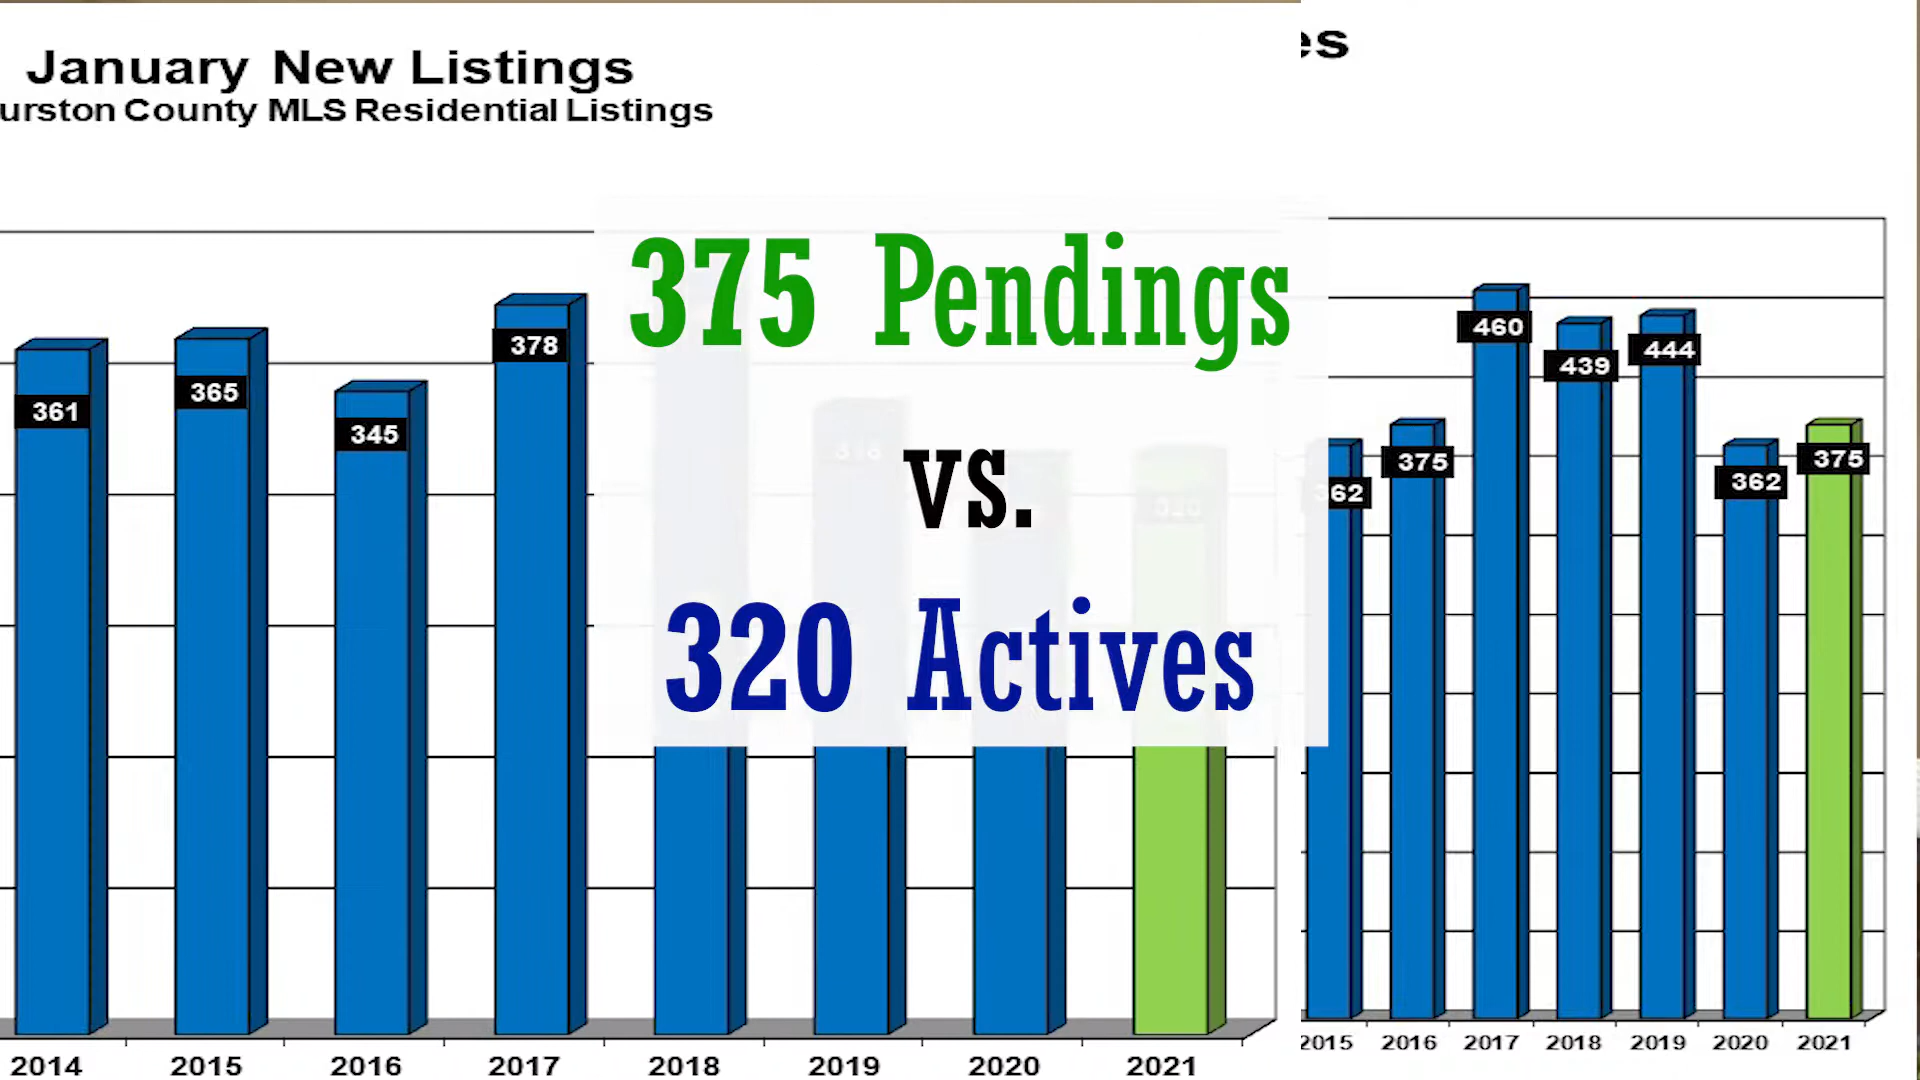 January New Listings
urston County MLS Residential Listings
es
375 Pendings
vs.
320 Actives
361
365
345
378
318
320
62
375
460
439
444
362
375
2014 2015 2016 2017 2018 2019 2020 2021
2015 2016 2017 2018 2019 2020 2021